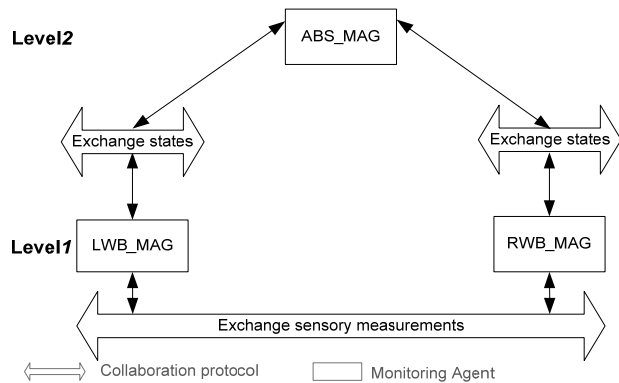 Level2
ABS_MAG
Exchange states
Exchange states
Level1
LWB_MAG
RWB_MAG
Exchange sensory measurements
Collaboration protocol
Monitoring Agent